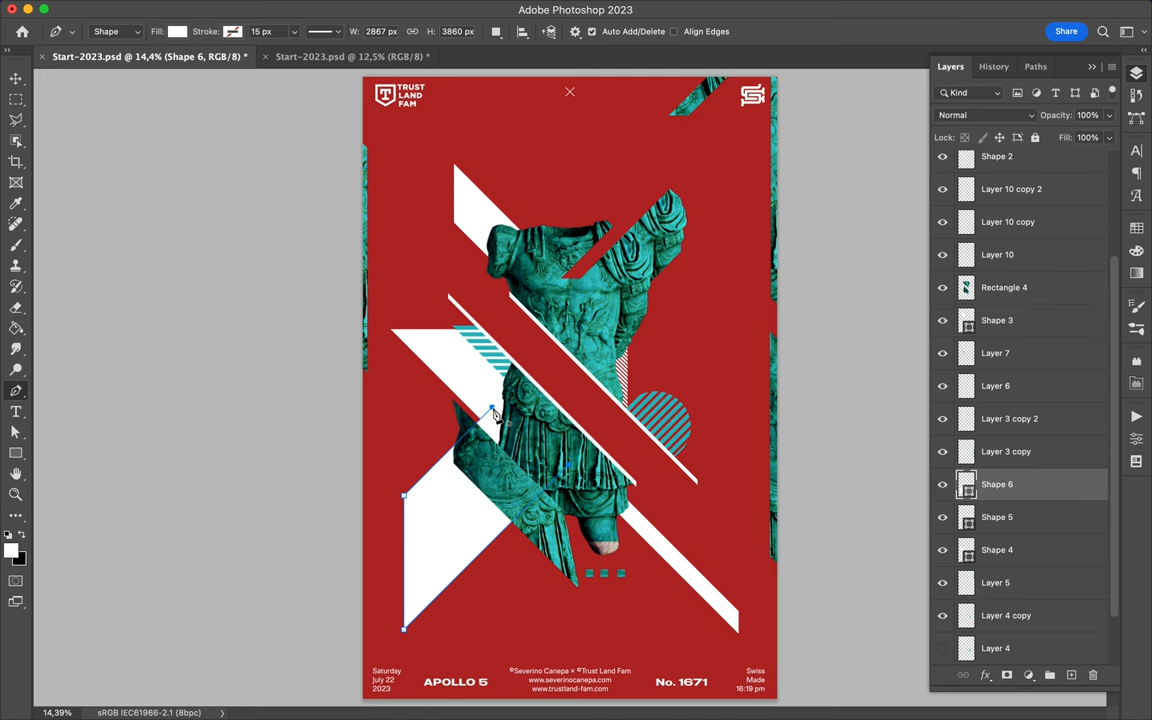 Adobe Photoshop 2023
Shape
Fill:
Stroke:
15 px
W: 2867 px
H: 3860 px
Auto Add/Delete
Align Edges
Share
Start-2023.psd @ 14,4% (Shape 6, RGB/8) *
Start-2023.psd @ 12,5% (RGB/8) *
Layers
History
Paths
Kind
Normal
Opacity: 100%
Lock:
Fill: 100%
Shape 2
Layer 10 copy 2
Layer 10 copy
Layer 10
Rectangle 4
Shape 3
Layer 7
Layer 6
Layer 3 copy 2
Layer 3 copy
Shape 6
Shape 5
Shape 4
Layer 5
Layer 4 copy
Layer 4
TRUST
LAND
FAM
Saturday
July 22
2023
APOLLO 5
©Severino Canepa × ©Trust Land Fam
www.severinocanepa.com
www.trustland-fam.com
No. 1671
Swiss
Made
16:19 pm
14,39%
sRGB IEC61966-2.1 (8bpc)